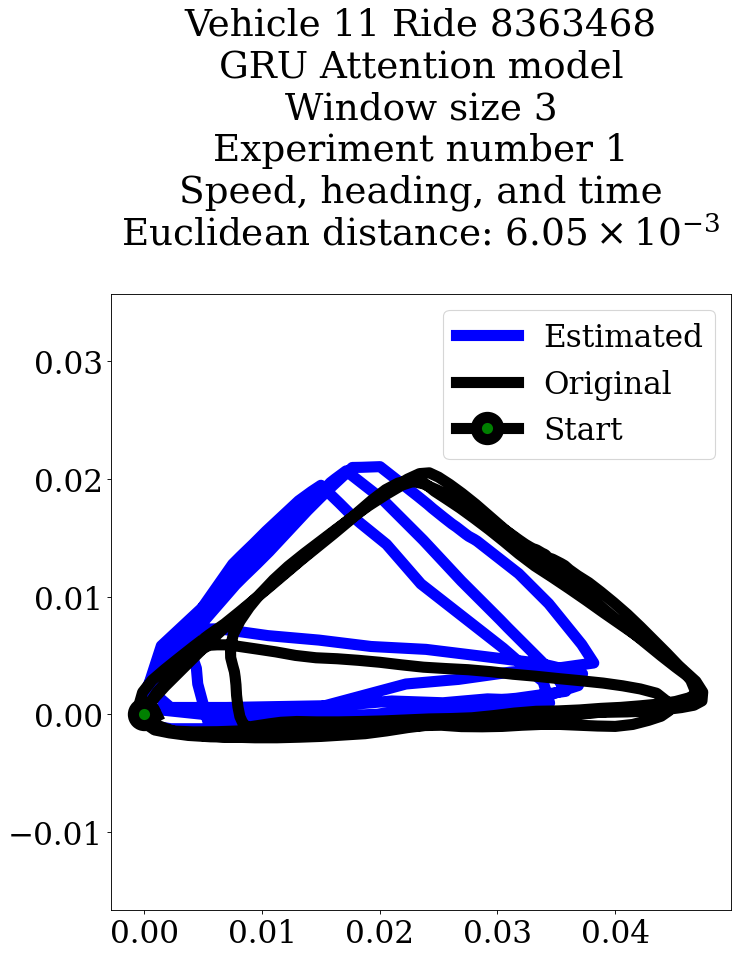 Vehicle 11 Ride 8363468
GRU Attention model
Window size 3
Experiment number 1
Speed, heading, and time
Euclidean distance: 6.05 × 10⁻³
Estimated
Original
Start
0.03
0.02
0.01
0.00
−0.01
0.00 0.01 0.02 0.03 0.04